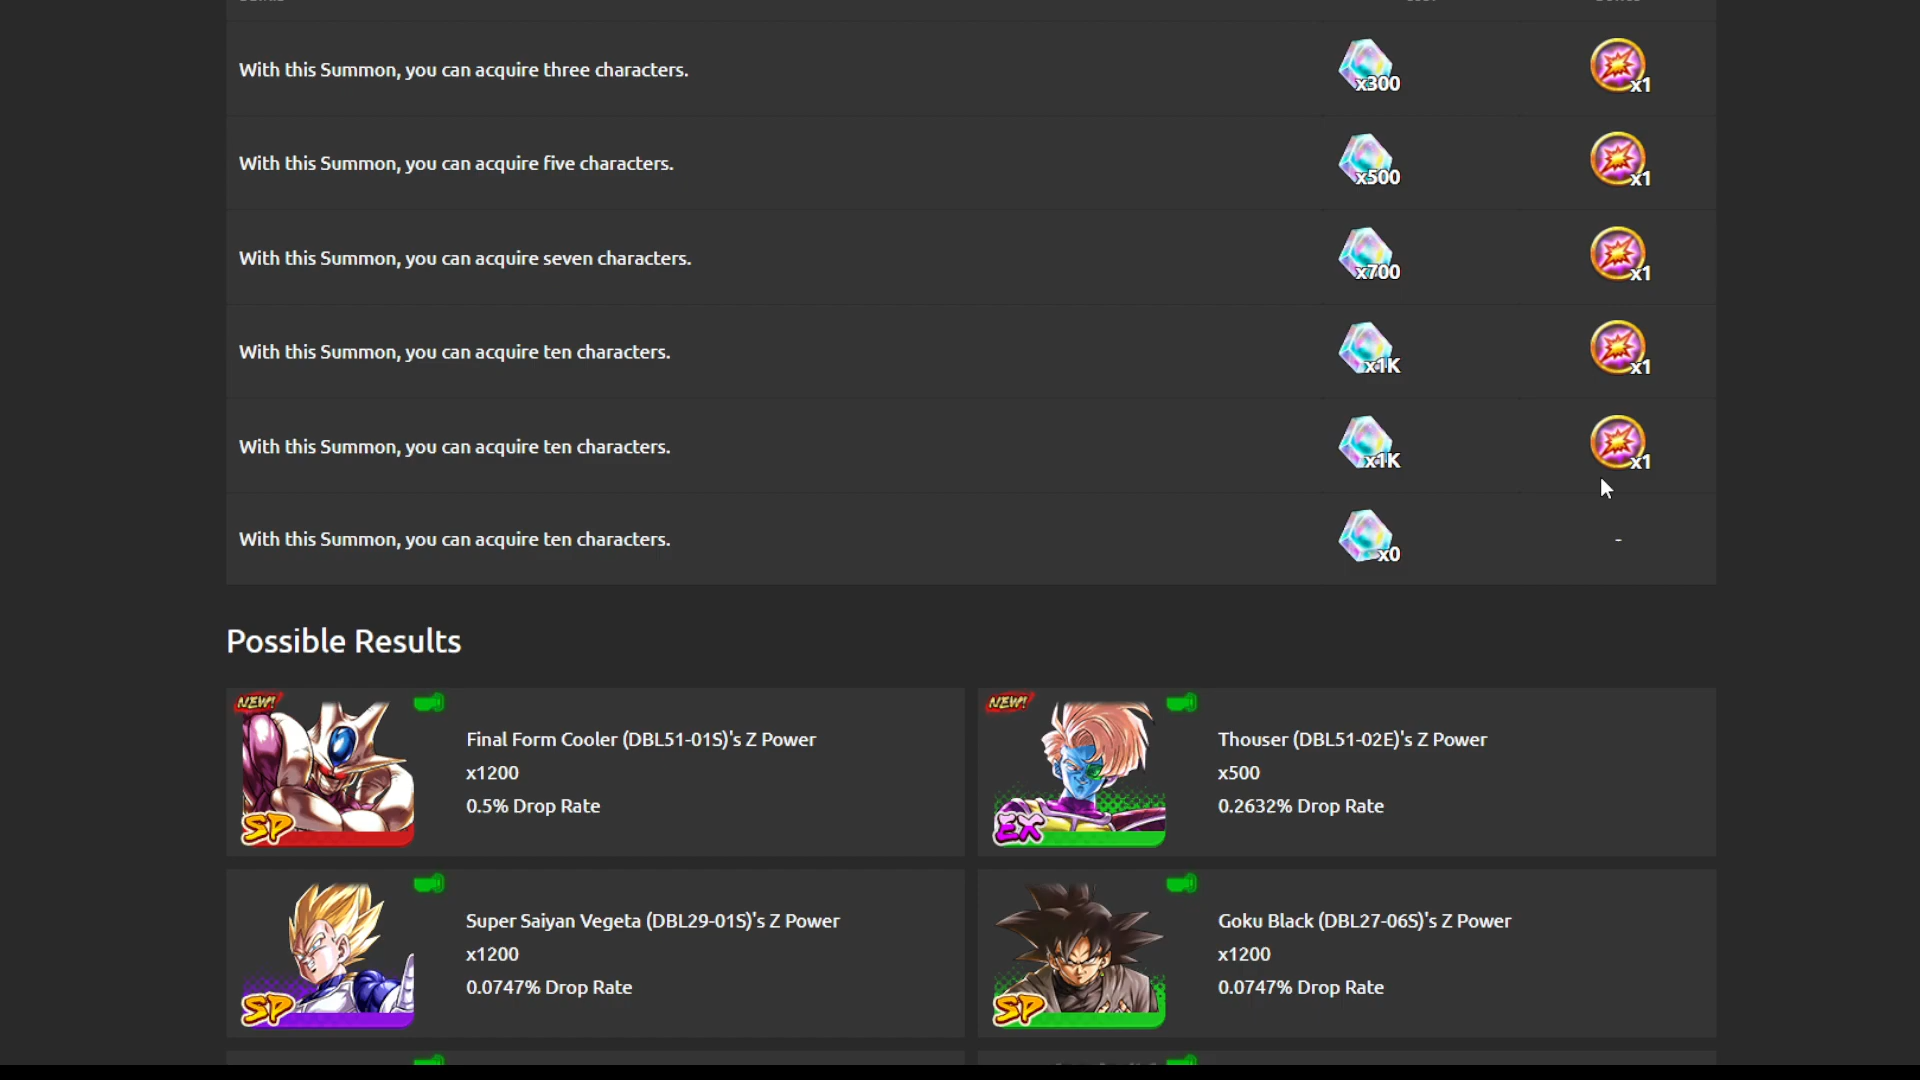 With this Summon, you can acquire three characters.
x300
x1
With this Summon, you can acquire five characters.
x500
x1
With this Summon, you can acquire seven characters.
x700
x1
With this Summon, you can acquire ten characters.
x1K
x1
With this Summon, you can acquire ten characters.
x1K
x1
With this Summon, you can acquire ten characters.
x0
-
Possible Results
NEW!
SP
Final Form Cooler (DBL51-01S)'s Z Power
x1200
0.5% Drop Rate
NEW!
EX
Thouser (DBL51-02E)'s Z Power
x500
0.2632% Drop Rate
SP
Super Saiyan Vegeta (DBL29-01S)'s Z Power
x1200
0.0747% Drop Rate
SP
Goku Black (DBL27-06S)'s Z Power
x1200
0.0747% Drop Rate